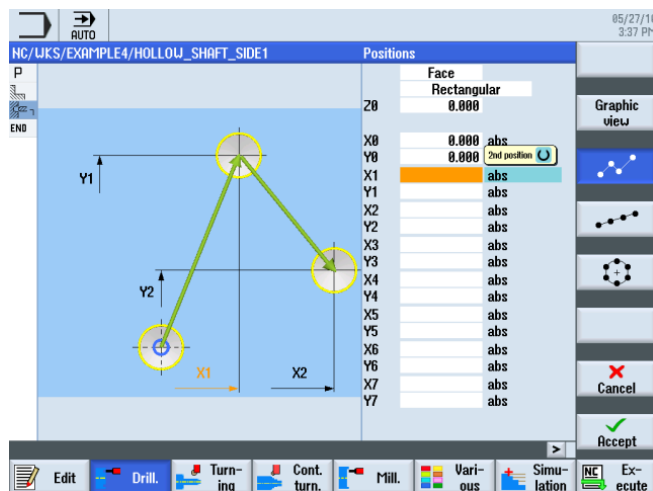 AUTO
05/27/1
3:37 PM
NC/WKS/EXAMPLE4/HOLLOW_SHAFT_SIDE1
Positions
P
END
Face
Rectangular
Z0 0.000
X0 0.000 abs
Y0 0.000 2nd position
X1 abs
Y1 abs
X2 abs
Y2 abs
X3 abs
Y3 abs
X4 abs
Y4 abs
X5 abs
Y5 abs
X6 abs
Y6 abs
X7 abs
Y7 abs
Y1
Y2
X1 X2
Graphic
view
Cancel
Accept
>
Edit
Drill.
Turn-
ing
Cont.
turn.
Mill.
Vari-
ous
Simu-
lation
NC Ex-
ecute